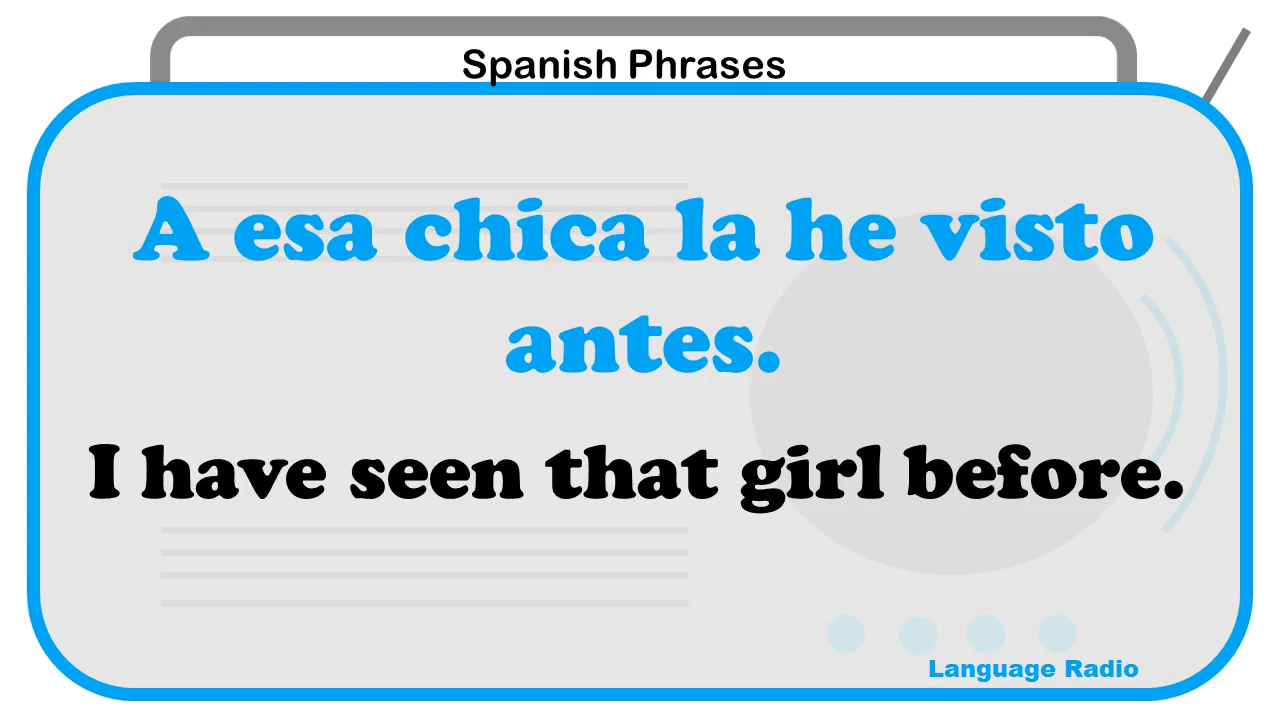 Spanish Phrases
A esa chica la he visto
antes.
I have seen that girl before.
Language Radio